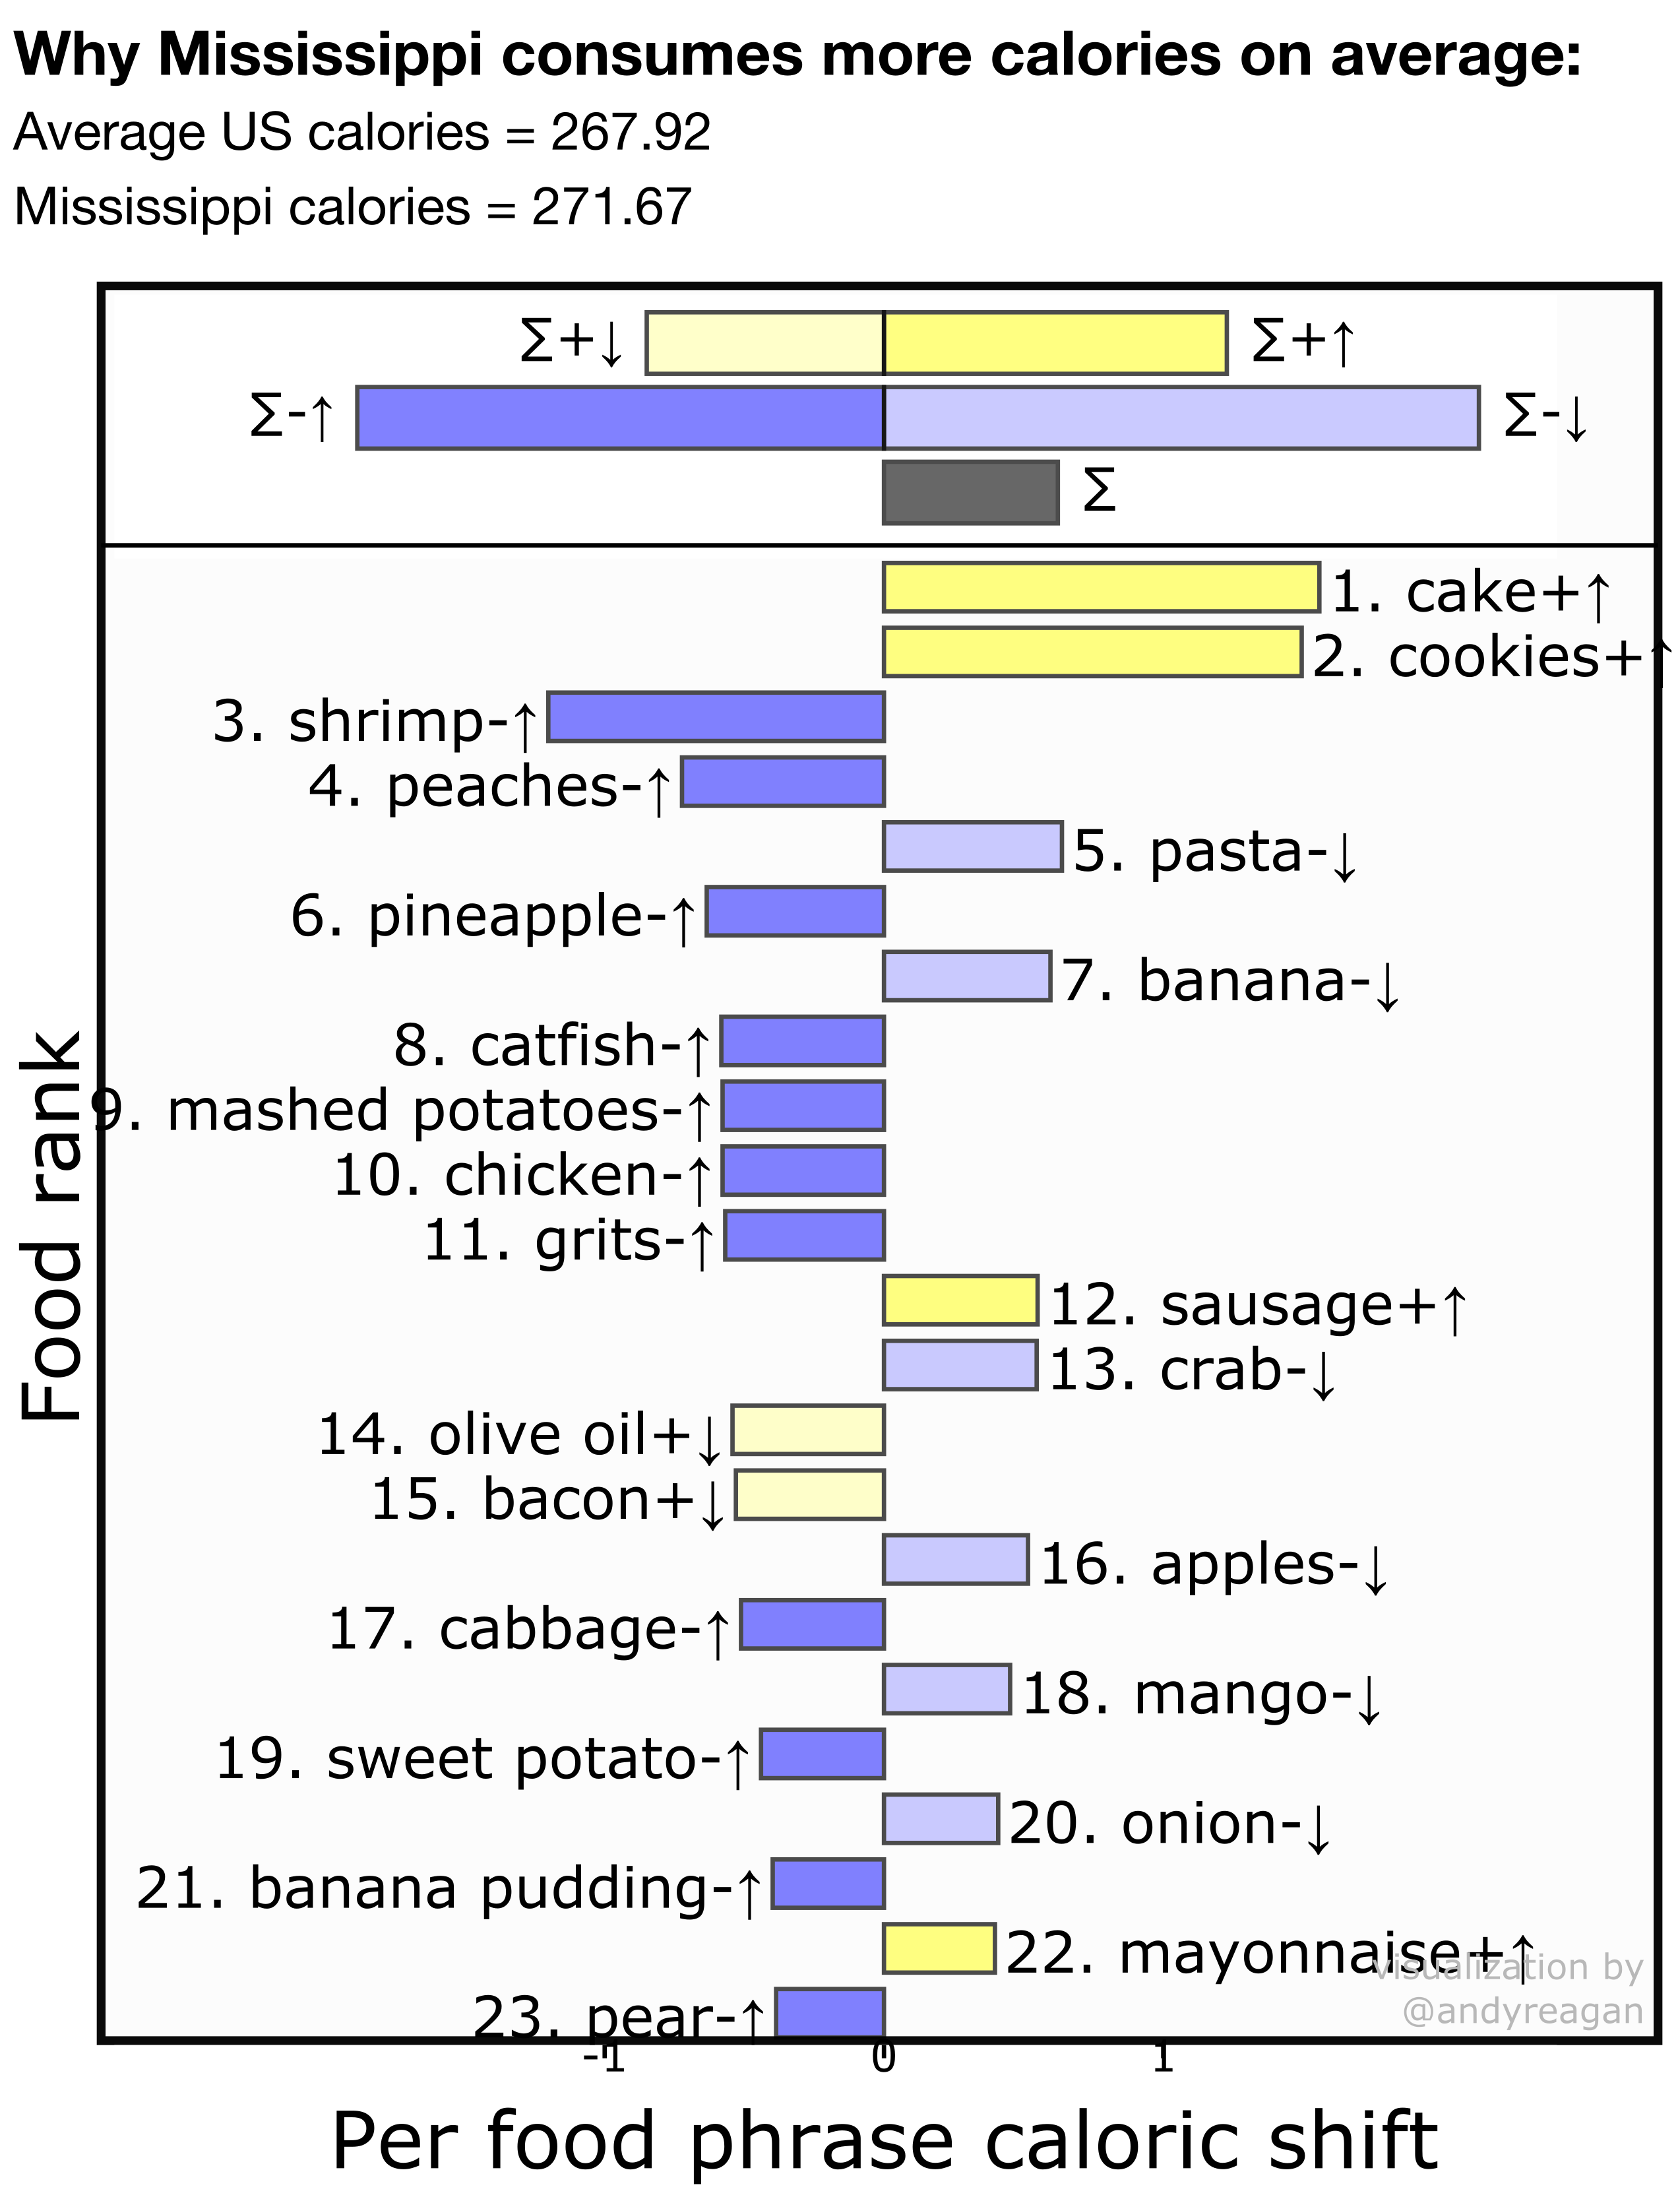 Why Mississippi consumes more calories on average:
Average US calories = 267.92
Mississippi calories = 271.67
Σ+↓ Σ+↑
Σ-↑ Σ-↓
Σ
1. cake+↑
2. cookies+↑
3. shrimp-↑
4. peaches-↑
5. pasta-↓
6. pineapple-↑
7. banana-↓
8. catfish-↑
9. mashed potatoes-↑
10. chicken-↑
11. grits-↑
12. sausage+↑
13. crab-↓
14. olive oil+↓
15. bacon+↓
16. apples-↓
17. cabbage-↑
18. mango-↓
19. sweet potato-↑
20. onion-↓
21. banana pudding-↑
22. mayonnaise+↑
23. pear-↑
visualization by
@andyreagan
Food rank
-1 0 1
Per food phrase caloric shift